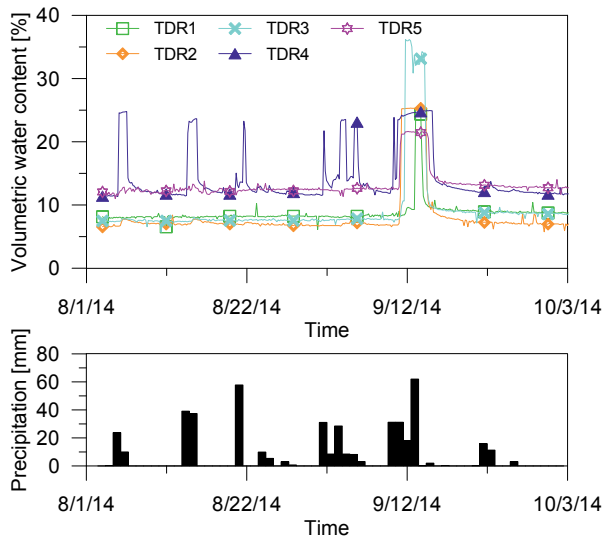 Volumetric water content [%]
40
30
20
10
0
TDR1 TDR3 TDR5
TDR2 TDR4
8/1/14 8/22/14 9/12/14 10/3/14
Time
Precipitation [mm]
80
60
40
20
0
8/1/14 8/22/14 9/12/14 10/3/14
Time